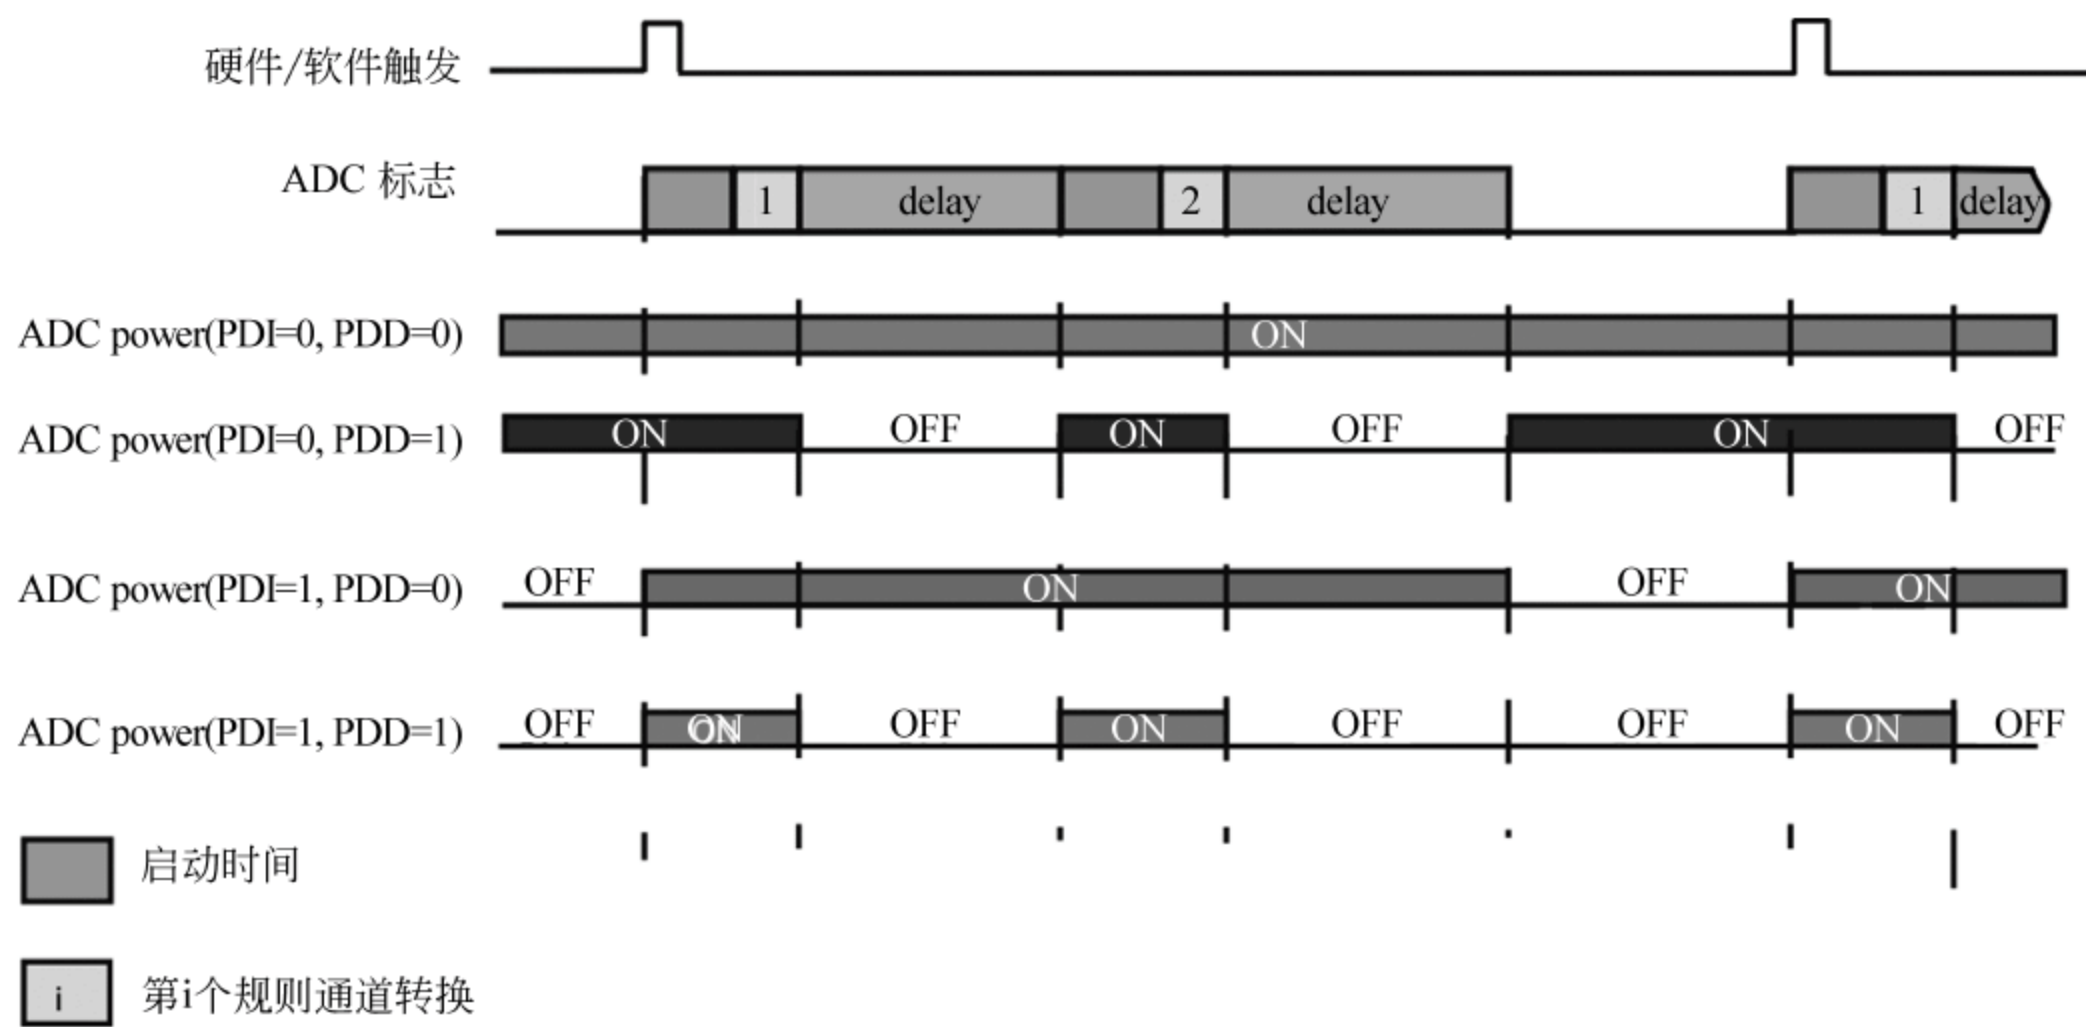 硬件/软件触发
ADC 标志 1 delay 2 delay 1 delay
ADC power(PDI=0, PDD=0) ON
ADC power(PDI=0, PDD=1) ON OFF ON OFF ON OFF
ADC power(PDI=1, PDD=0) OFF ON OFF ON
ADC power(PDI=1, PDD=1) OFF ON OFF ON OFF OFF ON OFF
启动时间
i 第i个规则通道转换